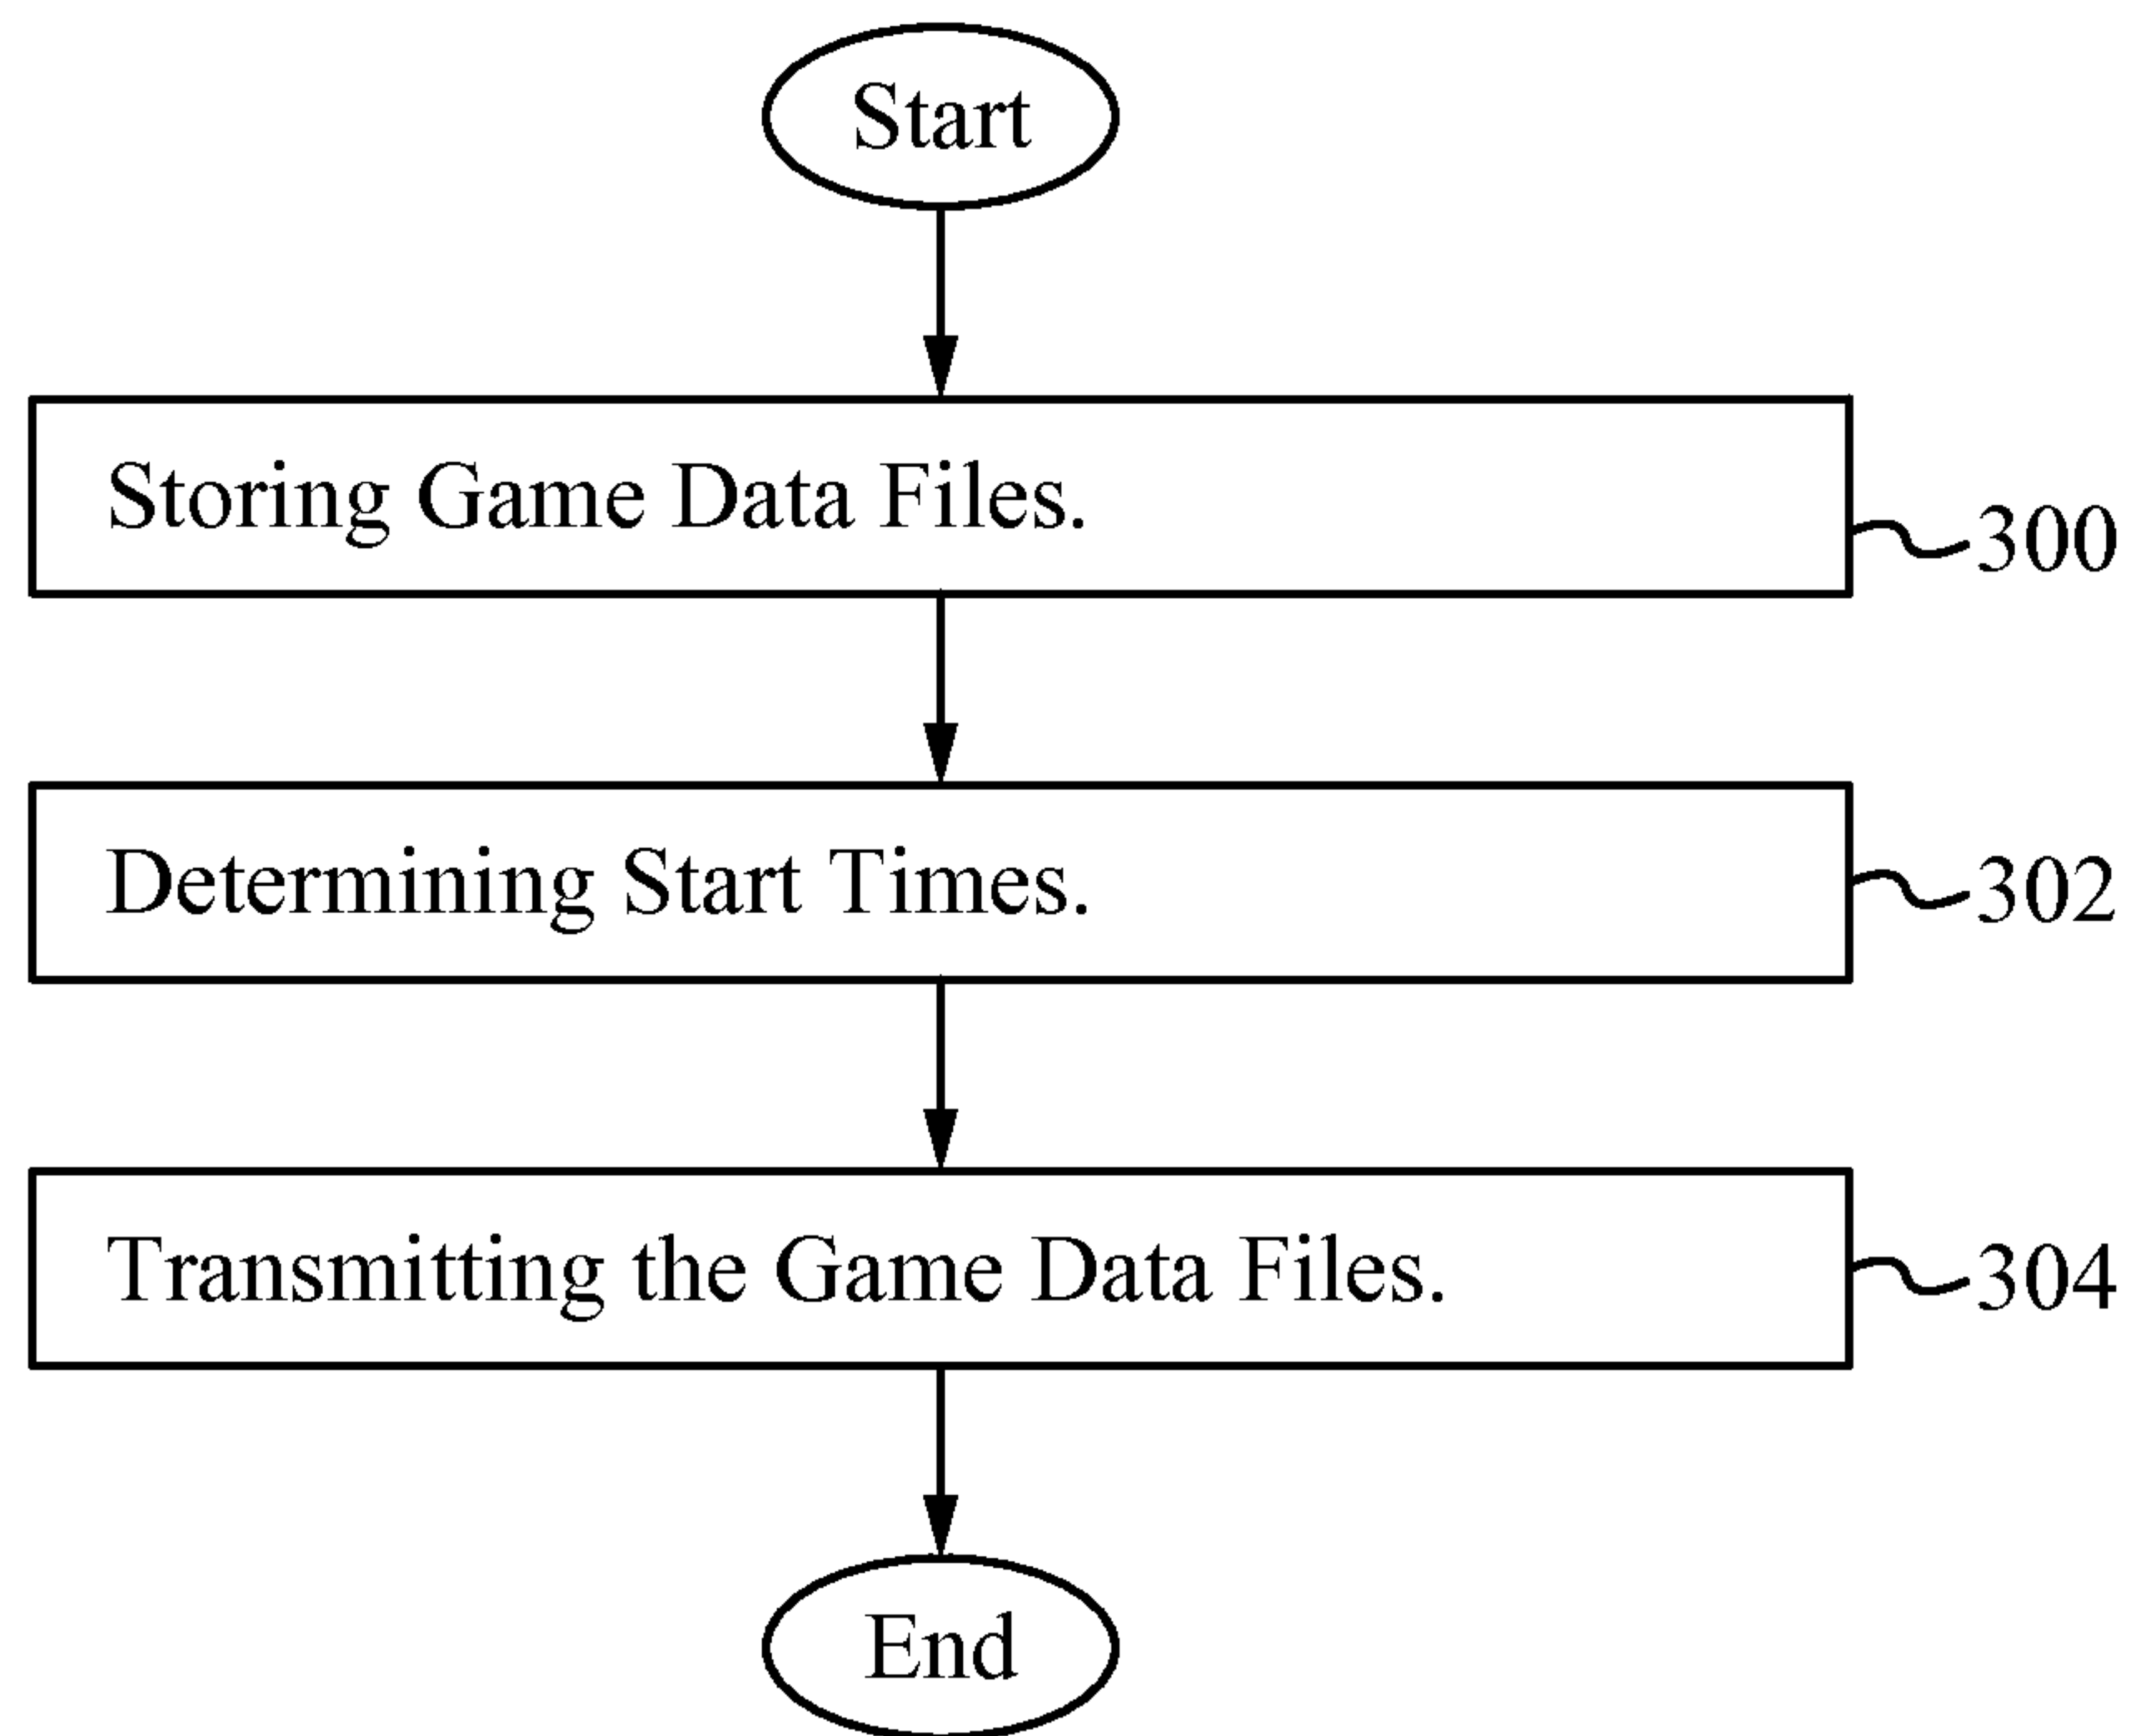 Start
Storing Game Data Files.
300
Determining Start Times.
302
Transmitting the Game Data Files.
304
End